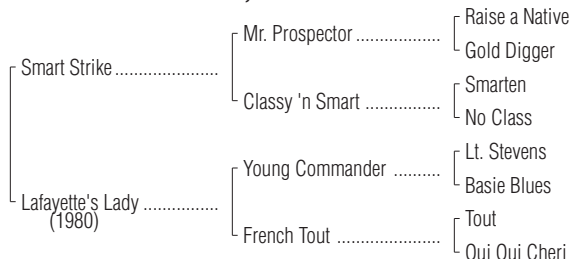 Raise a Native
Mr. Prospector ..................
Gold Digger
Smart Strike ......................
Smarten
Classy 'n Smart ................
No Class
Lt. Stevens
Young Commander ..........
Basie Blues
Lafayette's Lady ................
(1980)
Tout
French Tout ......................
Oui Oui Cheri